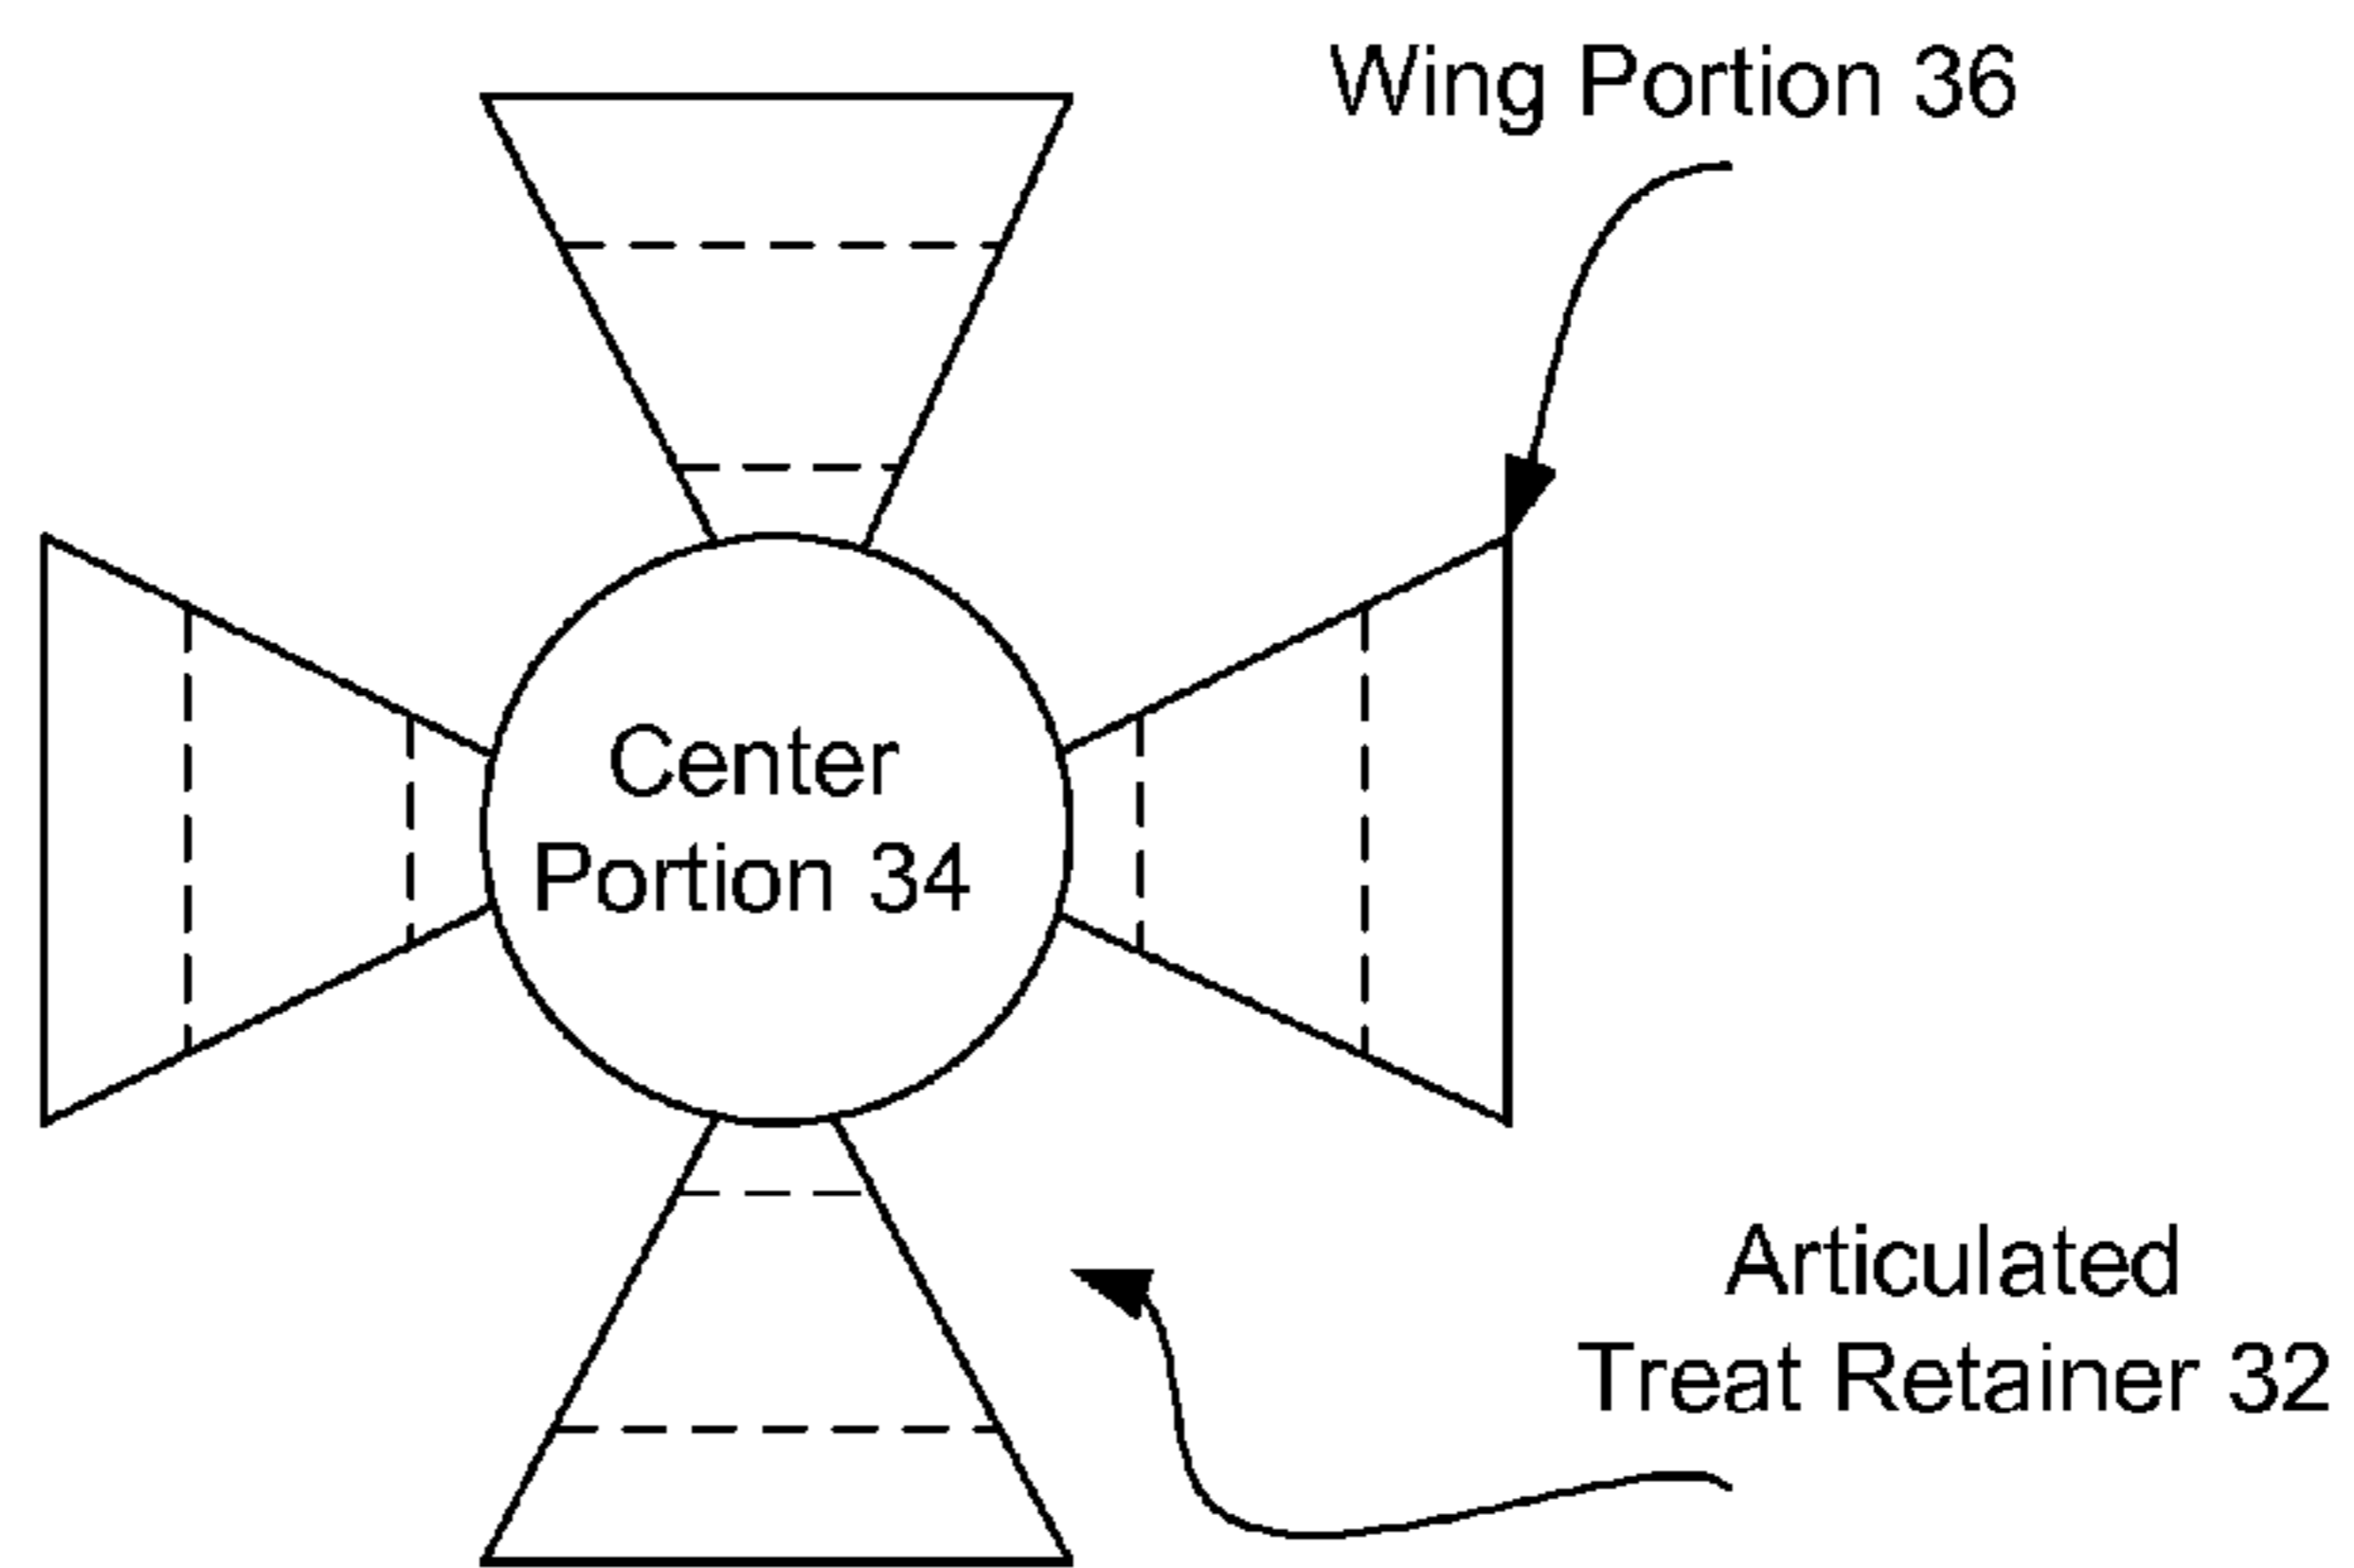 Wing Portion 36
Center
Portion 34
Articulated
Treat Retainer 32